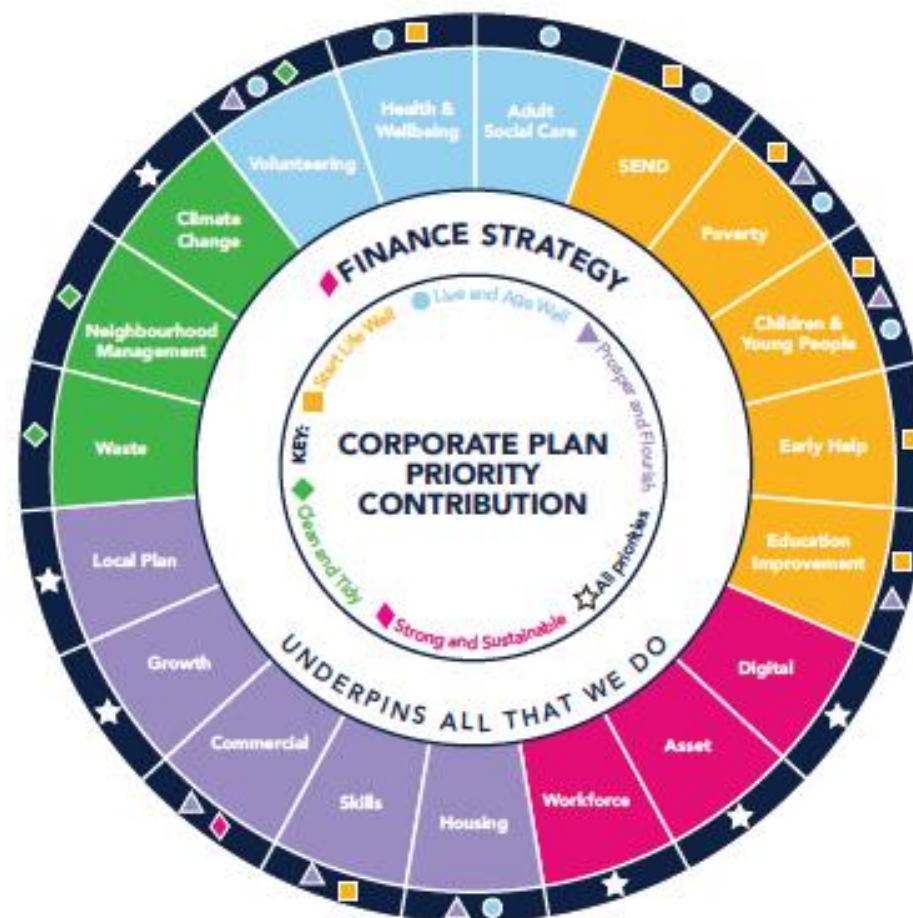 Health &
Wellbeing
Adult
Social Care
SEND
Poverty
Children &
Young People
Early Help
Education
Improvement
Digital
Asset
Workforce
Housing
Skills
Commercial
Growth
Local Plan
Waste
Neighbourhood
Management
Climate
Change
Volunteering
FINANCE STRATEGY
UNDERPINS ALL THAT WE DO
KEY:
Start Life Well
Live and Age Well
Prosper and Flourish
All priorities
Strong and Sustainable
Clean and Tidy
CORPORATE PLAN
PRIORITY
CONTRIBUTION